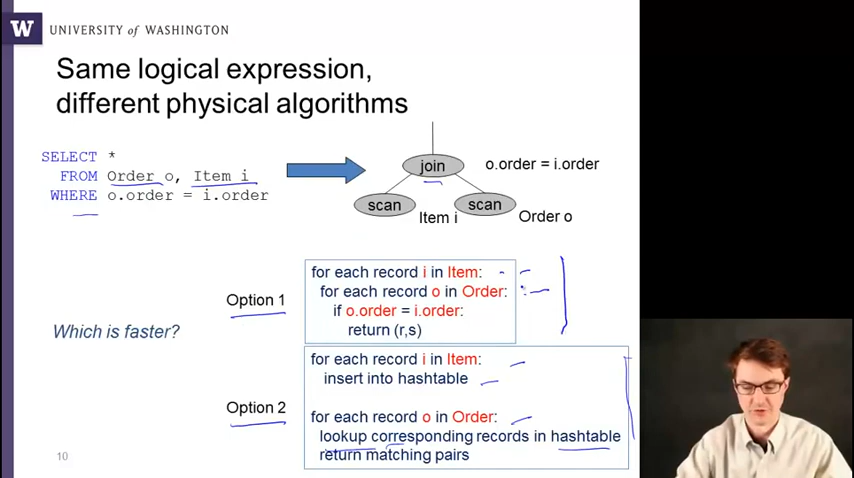 W UNIVERSITY of WASHINGTON
Same logical expression,
different physical algorithms
SELECT *
FROM Order o, Item i
WHERE o.order = i.order
join
o.order = i.order
scan
scan
Item i
Order o
Option 1
for each record i in Item:
for each record o in Order:
if o.order = i.order:
return (r,s)
Which is faster?
Option 2
for each record i in Item:
insert into hashtable
for each record o in Order:
lookup corresponding records in hashtable
return matching pairs
10